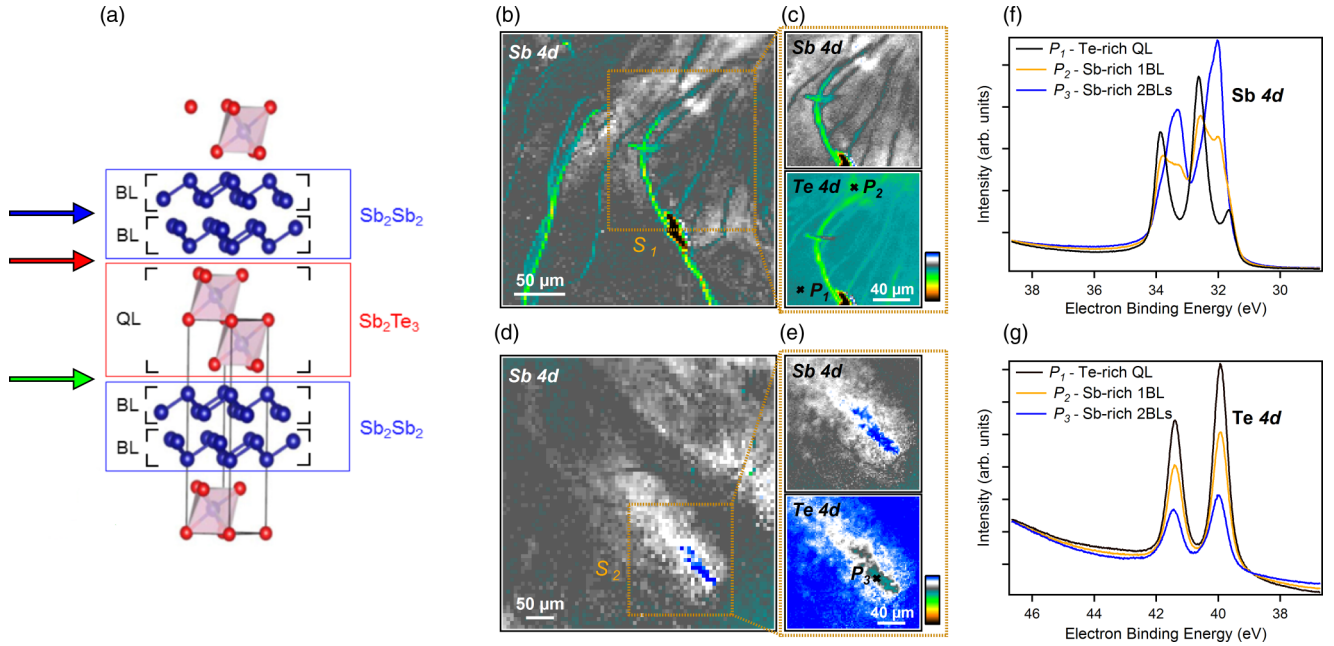 (a)
BL
BL
Sb₂Sb₂
QL
Sb₂Te₃
BL
BL
Sb₂Sb₂
(b)
Sb 4d
S₁
50 µm
(c)
Sb 4d
Te 4d
P₂
P₁
40 µm
(d)
Sb 4d
S₂
50 µm
(e)
Sb 4d
Te 4d
P₃
40 µm
(f)
P₁ - Te-rich QL
P₂ - Sb-rich 1BL
P₃ - Sb-rich 2BLs
Sb 4d
Intensity (arb. units)
38 36 34 32 30
Electron Binding Energy (eV)
(g)
P₁ - Te-rich QL
P₂ - Sb-rich 1BL
P₃ - Sb-rich 2BLs
Te 4d
Intensity (arb. units)
46 44 42 40 38
Electron Binding Energy (eV)